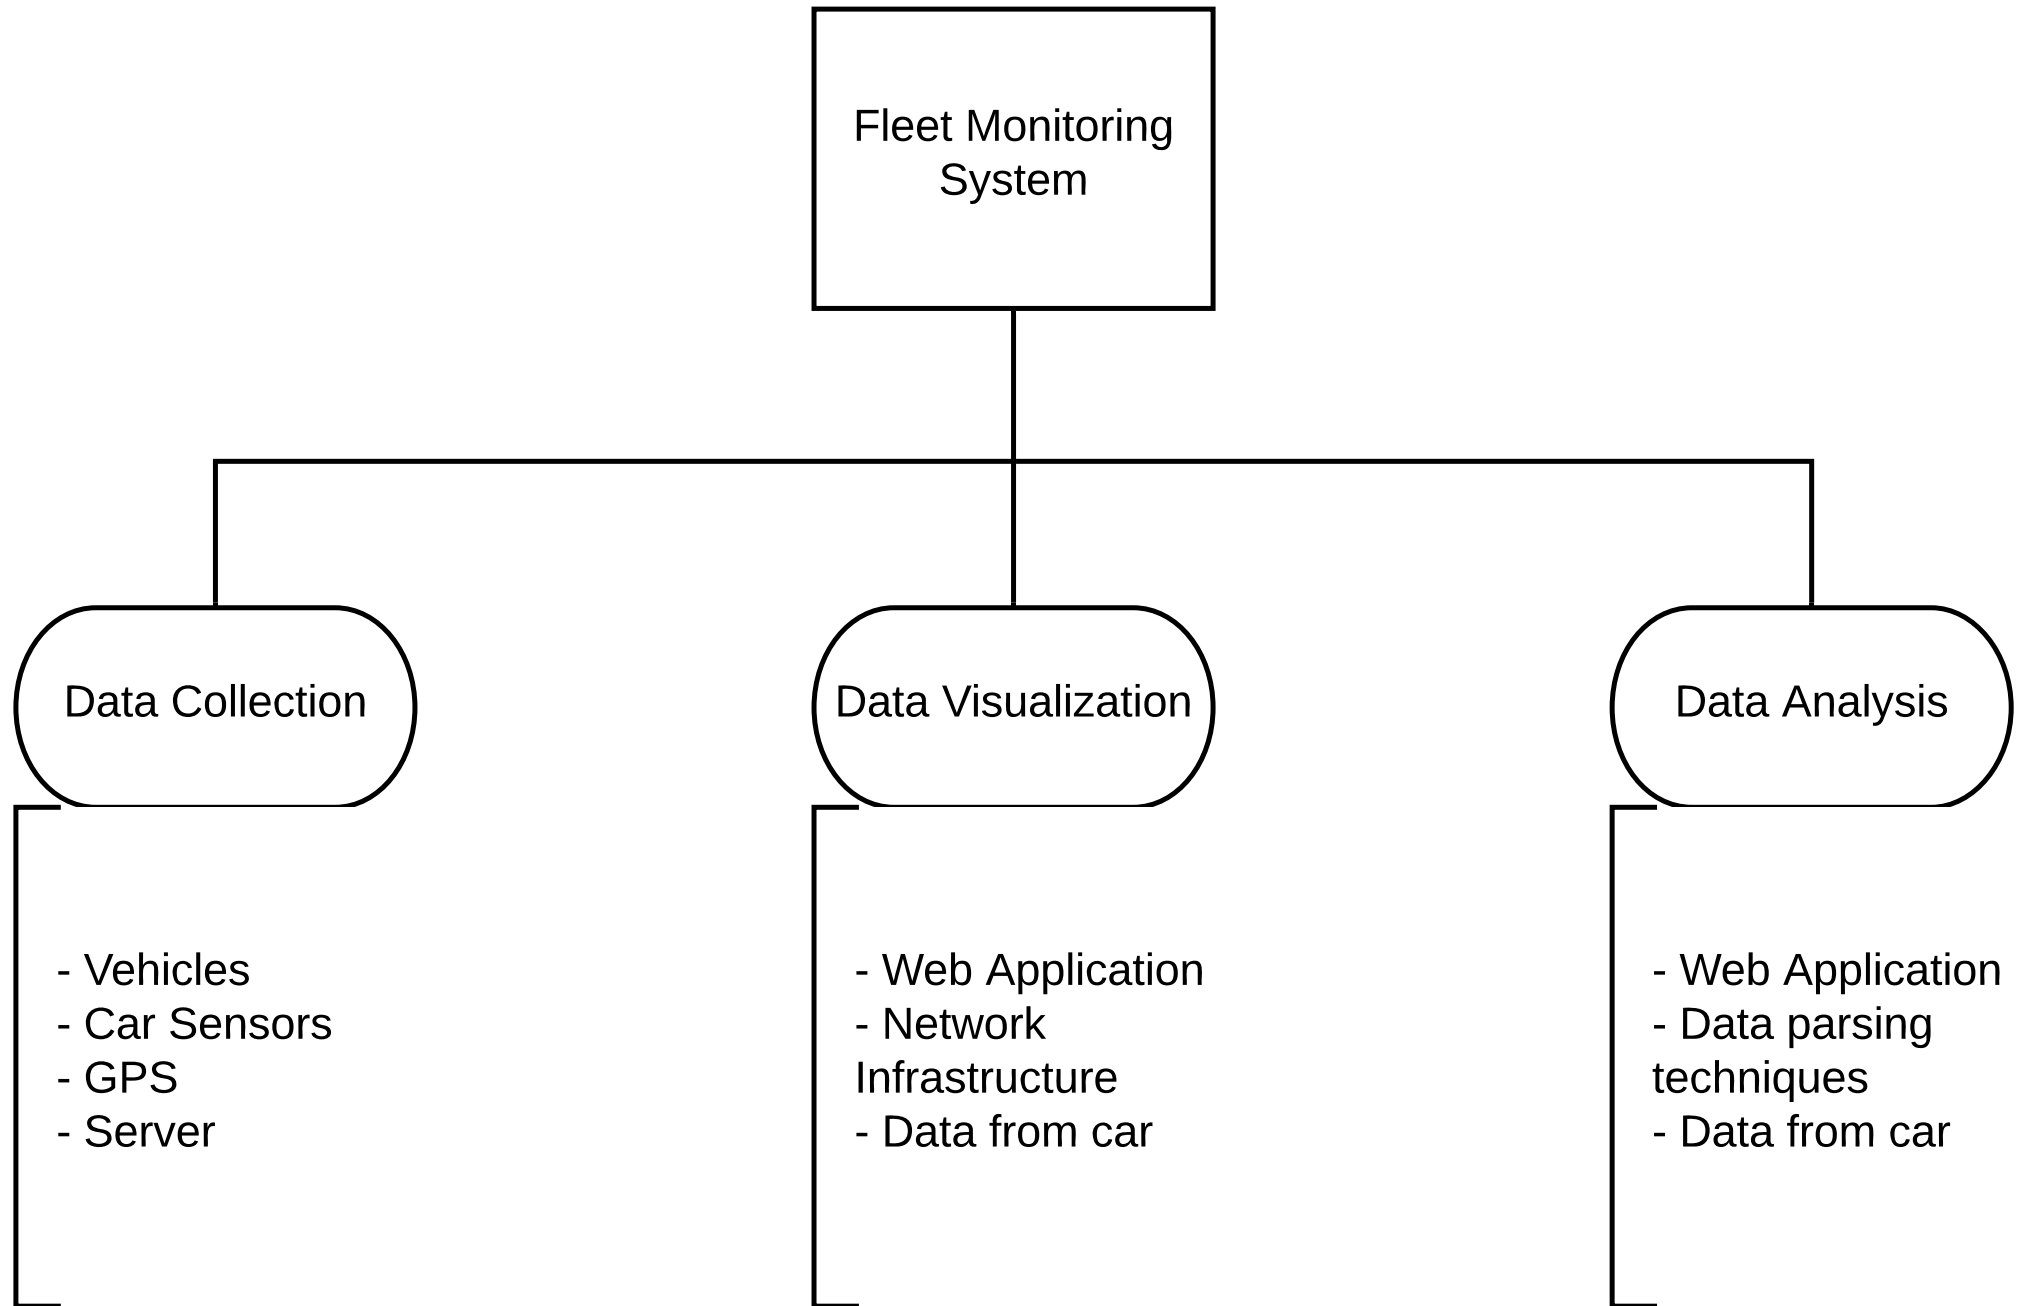 Fleet Monitoring
System
Data Collection
Data Visualization
Data Analysis
- Vehicles
- Car Sensors
- GPS
- Server
- Web Application
- Network
Infrastructure
- Data from car
- Web Application
- Data parsing
techniques
- Data from car